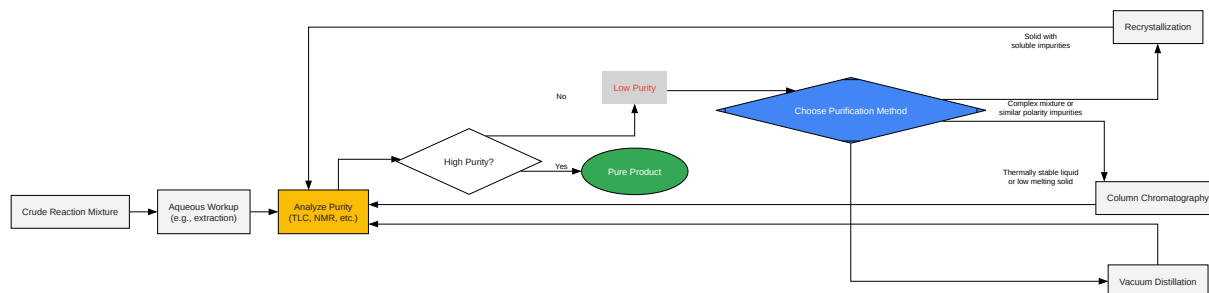 Recrystallization
Solid with
soluble impurities
Low Purity
No
Choose Purification Method
Complex mixture or
similar polarity impurities
High Purity?
Yes
Pure Product
Thermally stable liquid
or low melting solid
Column Chromatography
Crude Reaction Mixture
Aqueous Workup
(e.g., extraction)
Analyze Purity
(TLC, NMR, etc.)
Vacuum Distillation